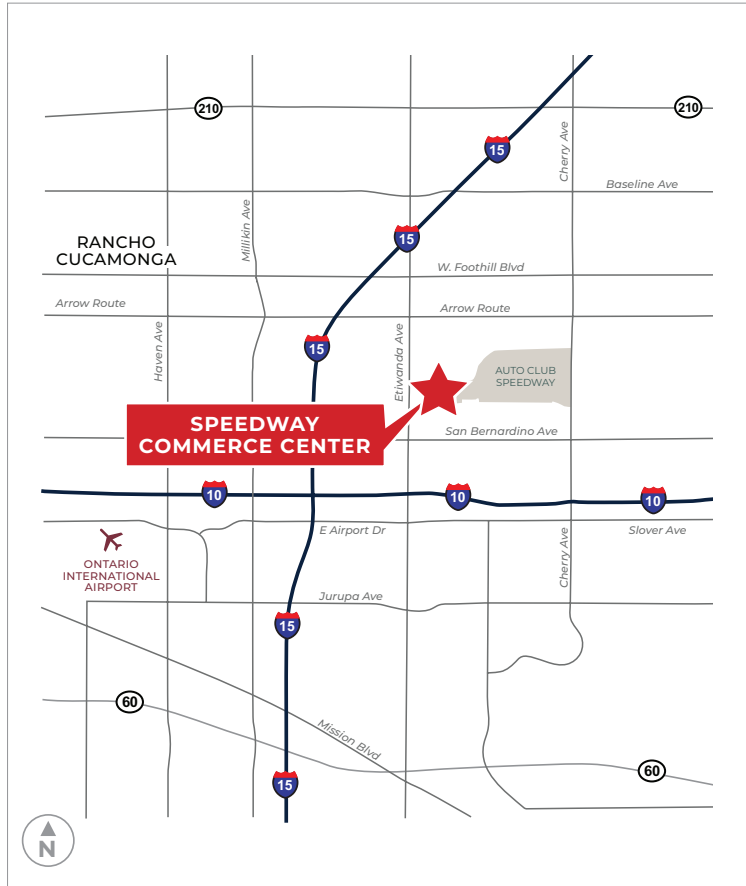 210
210
15
Cherry Ave
Baseline Ave
Millikin Ave
15
RANCHO
CUCAMONGA
W. Foothill Blvd
Arrow Route
Arrow Route
15
Haven Ave
Etiwanda Ave
AUTO CLUB
SPEEDWAY
SPEEDWAY
COMMERCE CENTER
San Bernardino Ave
10
10
10
E Airport Dr
Slover Ave
ONTARIO
INTERNATIONAL
AIRPORT
Cherry Ave
Jurupa Ave
15
60
Mission Blvd
60
15
N